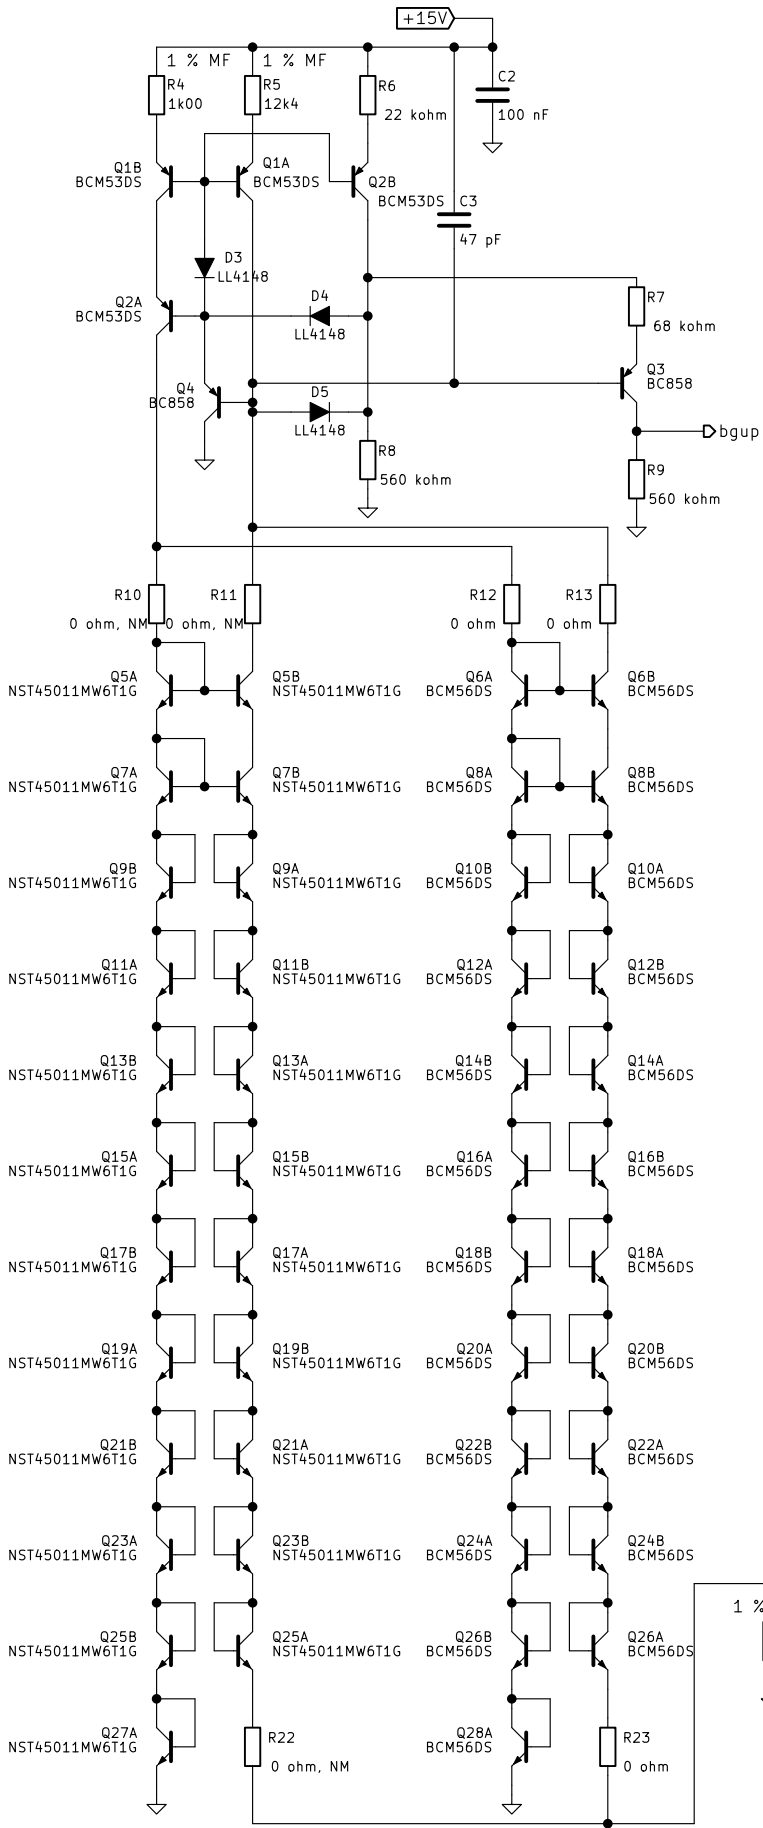 +15V
1 % MF
1 % MF
R4
1k00
R5
12k4
R6
22 kohm
C2
100 nF
Q1B
BCM53DS
Q1A
BCM53DS
Q2B
BCM53DS
C3
47 pF
D3
LL4148
Q2A
BCM53DS
D4
LL4148
R7
68 kohm
Q3
BC858
Q4
BC858
D5
LL4148
bgup
R8
560 kohm
R9
560 kohm
R10
0 ohm, NM
R11
0 ohm, NM
R12
0 ohm
R13
0 ohm
Q5A
NST45011MW6T1G
Q5B
NST45011MW6T1G
Q6A
BCM56DS
Q6B
BCM56DS
Q7A
NST45011MW6T1G
Q7B
NST45011MW6T1G
Q8A
BCM56DS
Q8B
BCM56DS
Q9B
NST45011MW6T1G
Q9A
NST45011MW6T1G
Q10B
BCM56DS
Q10A
BCM56DS
Q11A
NST45011MW6T1G
Q11B
NST45011MW6T1G
Q12A
BCM56DS
Q12B
BCM56DS
Q13B
NST45011MW6T1G
Q13A
NST45011MW6T1G
Q14B
BCM56DS
Q14A
BCM56DS
Q15A
NST45011MW6T1G
Q15B
NST45011MW6T1G
Q16A
BCM56DS
Q16B
BCM56DS
Q17B
NST45011MW6T1G
Q17A
NST45011MW6T1G
Q18B
BCM56DS
Q18A
BCM56DS
Q19A
NST45011MW6T1G
Q19B
NST45011MW6T1G
Q20A
BCM56DS
Q20B
BCM56DS
Q21B
NST45011MW6T1G
Q21A
NST45011MW6T1G
Q22B
BCM56DS
Q22A
BCM56DS
Q23A
NST45011MW6T1G
Q23B
NST45011MW6T1G
Q24A
BCM56DS
Q24B
BCM56DS
1 %
Q25B
NST45011MW6T1G
Q25A
NST45011MW6T1G
Q26B
BCM56DS
Q26A
BCM56DS
Q27A
NST45011MW6T1G
R22
0 ohm, NM
Q28A
BCM56DS
R23
0 ohm